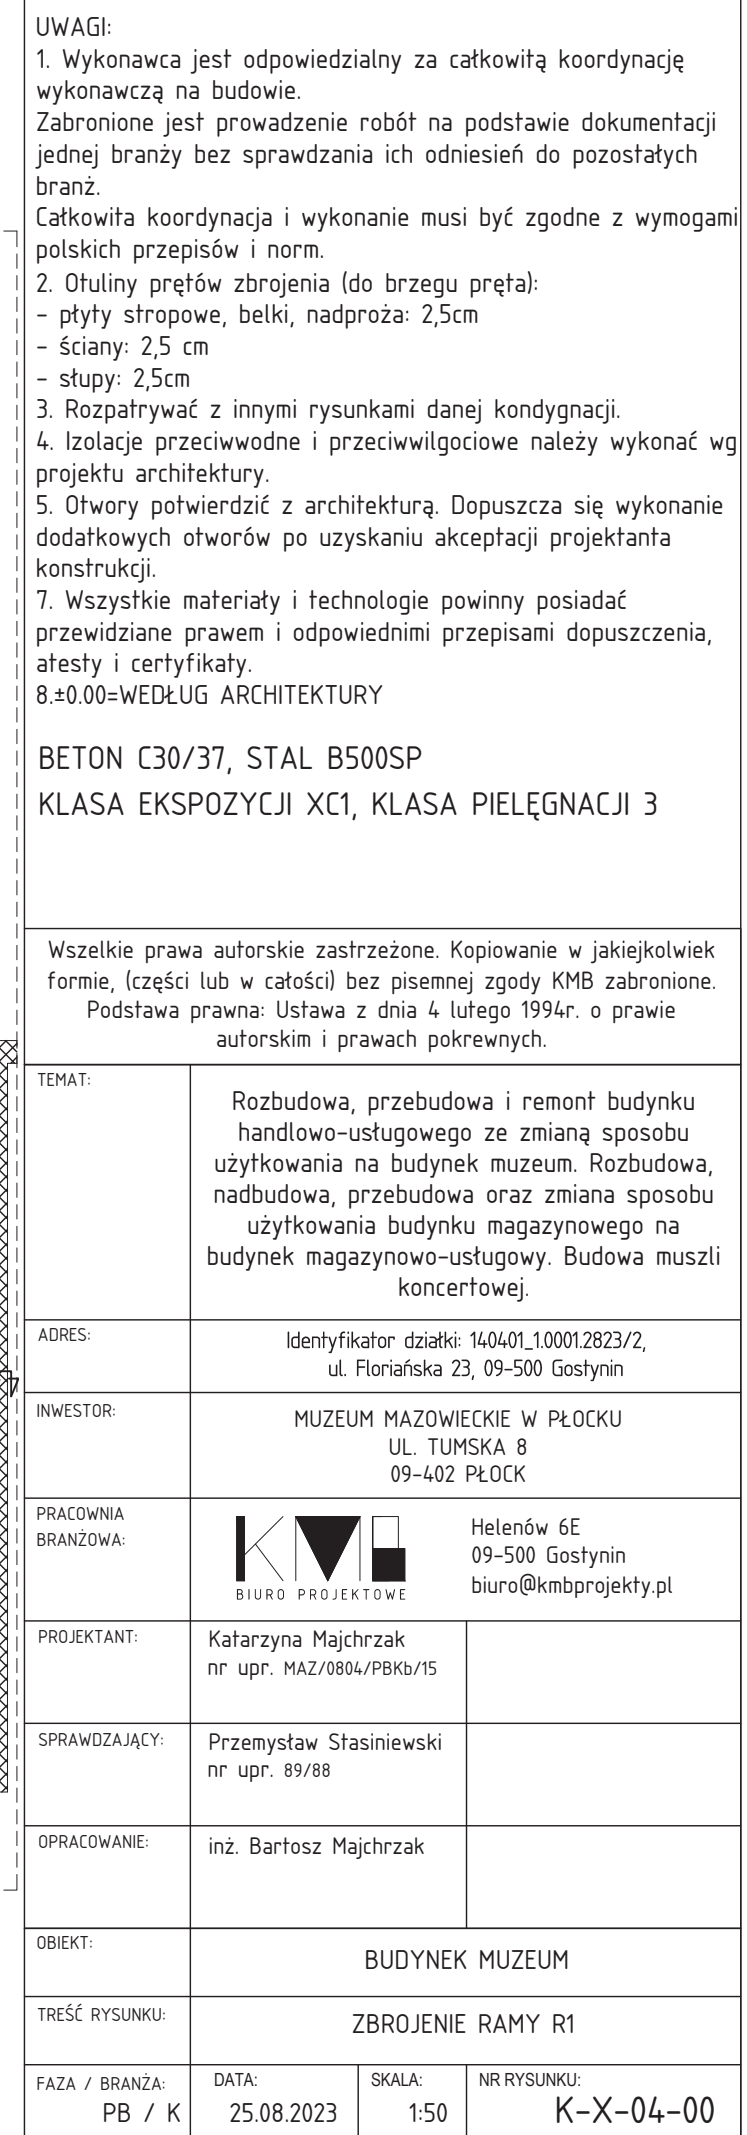 UWAGI:
1. Wykonawca jest odpowiedzialny za całkowitą koordynację
wykonawczą na budowie.
Zabronione jest prowadzenie robót na podstawie dokumentacji
jednej branży bez sprawdzania ich odniesień do pozostałych
branż.
Całkowita koordynacja i wykonanie musi być zgodne z wymogami
polskich przepisów i norm.
2. Otuliny prętów zbrojenia (do brzegu pręta):
- płyty stropowe, belki, nadproża: 2,5cm
- ściany: 2,5 cm
- słupy: 2,5cm
3. Rozpatrywać z innymi rysunkami danej kondygnacji.
4. Izolacje przeciwwodne i przeciwwilgociowe należy wykonać wg
projektu architektury.
5. Otwory potwierdzić z architekturą. Dopuszcza się wykonanie
dodatkowych otworów po uzyskaniu akceptacji projektanta
konstrukcji.
7. Wszystkie materiały i technologie powinny posiadać
przewidziane prawem i odpowiednimi przepisami dopuszczenia,
atesty i certyfikaty.
8.±0.00=WEDŁUG ARCHITEKTURY
BETON C30/37, STAL B500SP
KLASA EKSPOZYCJI XC1, KLASA PIELĘGNACJI 3
Wszelkie prawa autorskie zastrzeżone. Kopiowanie w jakiejkolwiek
formie, (części lub w całości) bez pisemnej zgody KMB zabronione.
Podstawa prawna: Ustawa z dnia 4 lutego 1994r. o prawie
autorskim i prawach pokrewnych.
TEMAT:
Rozbudowa, przebudowa i remont budynku
handlowo-usługowego ze zmianą sposobu
użytkowania na budynek muzeum. Rozbudowa,
nadbudowa, przebudowa oraz zmiana sposobu
użytkowania budynku magazynowego na
budynek magazynowo-usługowy. Budowa muszli
koncertowej.
ADRES:
Identyfikator działki: 140401_1.0001.2823/2,
ul. Floriańska 23, 09-500 Gostynin
INWESTOR:
MUZEUM MAZOWIECKIE W PŁOCKU
UL. TUMSKA 8
09-402 PŁOCK
PRACOWNIA
BRANŻOWA:
KMB
BIURO PROJEKTOWE
Helenów 6E
09-500 Gostynin
biuro@kmbprojekty.pl
PROJEKTANT:
Katarzyna Majchrzak
nr upr. MAZ/0804/PBKb/15
SPRAWDZAJĄCY:
Przemysław Stasiniewski
nr upr. 89/88
OPRACOWANIE:
inż. Bartosz Majchrzak
OBIEKT:
BUDYNEK MUZEUM
TREŚĆ RYSUNKU:
ZBROJENIE RAMY R1
FAZA / BRANŻA:
PB / K
DATA:
25.08.2023
SKALA:
1:50
NR RYSUNKU:
K-X-04-00